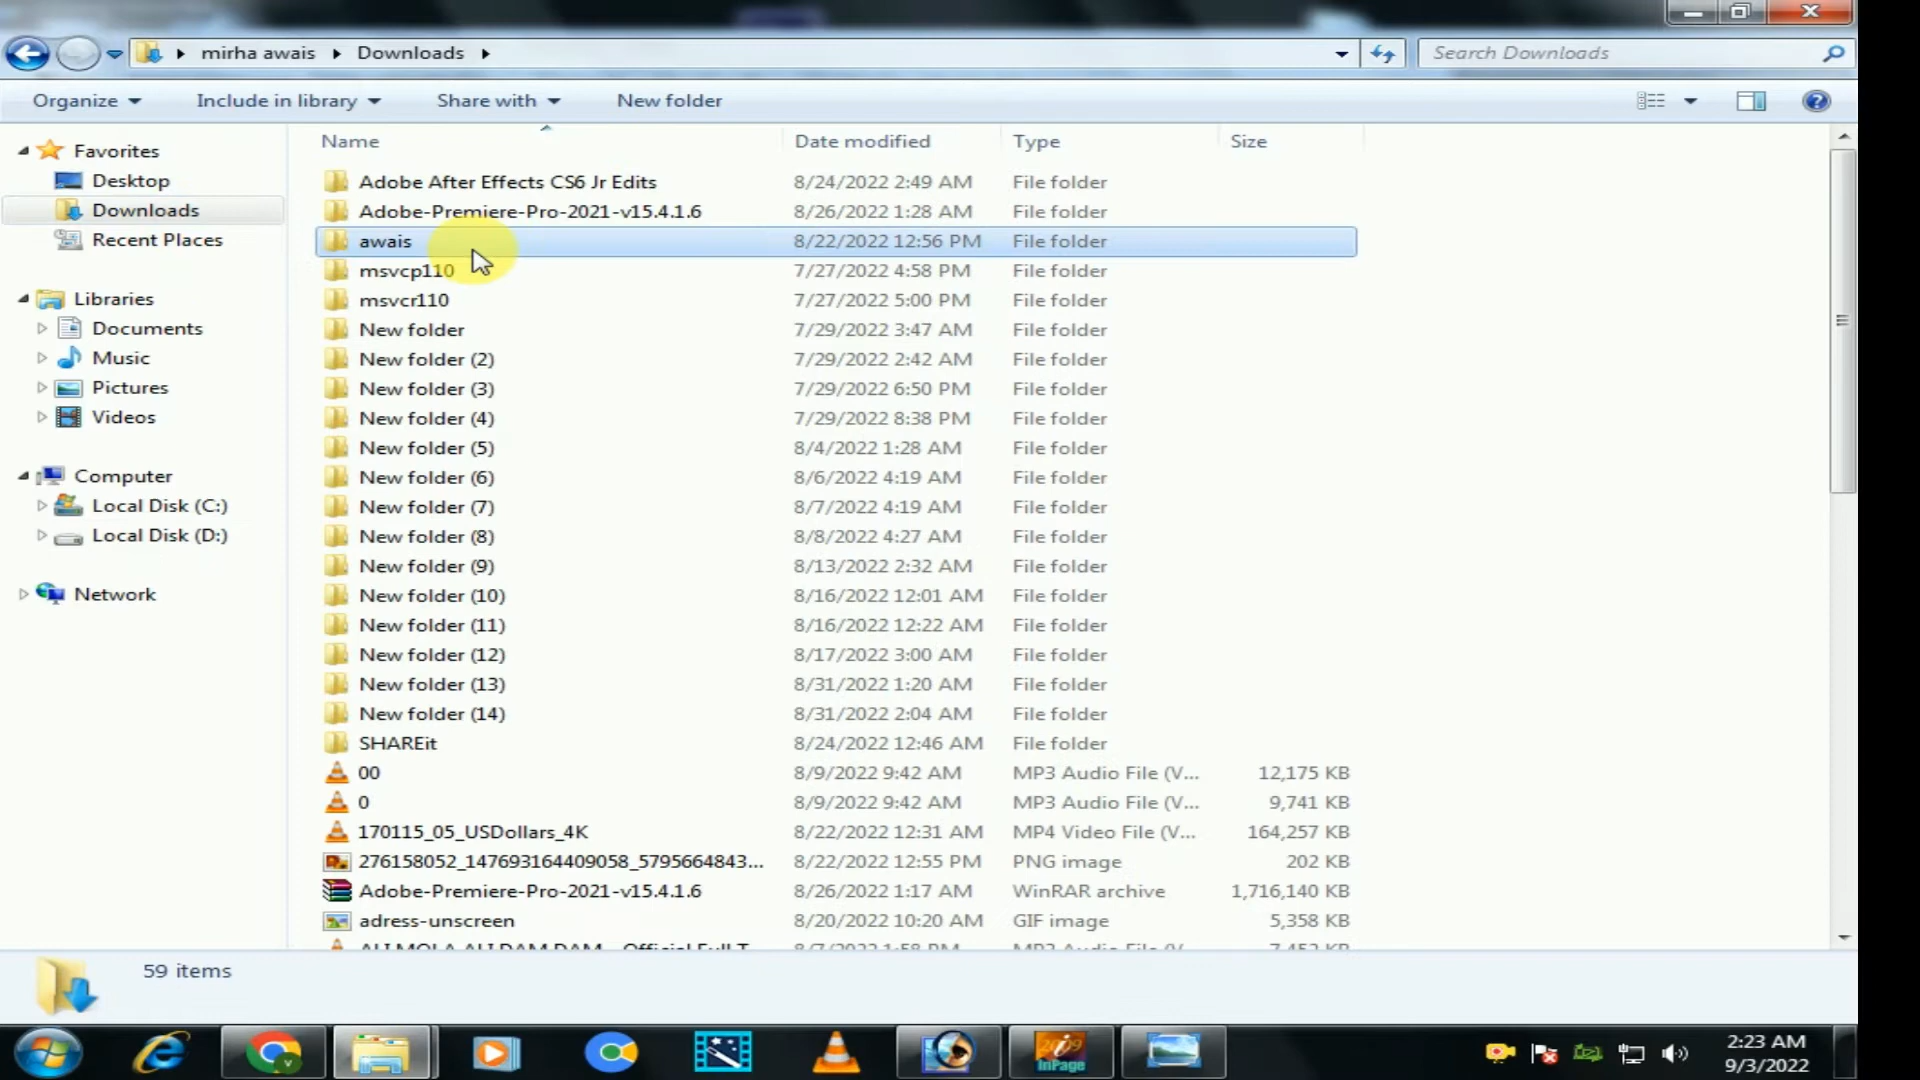 mirha awais Downloads
Search Downloads
Organize Include in library Share with New folder
Name Date modified Type Size
Favorites
Desktop
Downloads
Recent Places
Libraries
Documents
Music
Pictures
Videos
Computer
Local Disk (C:)
Local Disk (D:)
Network
Adobe After Effects CS6 Jr Edits 8/24/2022 2:49 AM File folder
Adobe-Premiere-Pro-2021-v15.4.1.6 8/26/2022 1:28 AM File folder
awais 8/22/2022 12:56 PM File folder
msvcp110 7/27/2022 4:58 PM File folder
msvcr110 7/27/2022 5:00 PM File folder
New folder 7/29/2022 3:47 AM File folder
New folder (2) 7/29/2022 2:42 AM File folder
New folder (3) 7/29/2022 6:50 PM File folder
New folder (4) 7/29/2022 8:38 PM File folder
New folder (5) 8/4/2022 1:28 AM File folder
New folder (6) 8/6/2022 4:19 AM File folder
New folder (7) 8/7/2022 4:19 AM File folder
New folder (8) 8/8/2022 4:27 AM File folder
New folder (9) 8/13/2022 2:32 AM File folder
New folder (10) 8/16/2022 12:01 AM File folder
New folder (11) 8/16/2022 12:22 AM File folder
New folder (12) 8/17/2022 3:00 AM File folder
New folder (13) 8/31/2022 1:20 AM File folder
New folder (14) 8/31/2022 2:04 AM File folder
SHAREit 8/24/2022 12:46 AM File folder
00 8/9/2022 9:42 AM MP3 Audio File (V... 12,175 KB
0 8/9/2022 9:42 AM MP3 Audio File (V... 9,741 KB
170115_05_USDollars_4K 8/22/2022 12:31 AM MP4 Video File (V... 164,257 KB
276158052_147693164409058_5795664843... 8/22/2022 12:55 PM PNG image 202 KB
Adobe-Premiere-Pro-2021-v15.4.1.6 8/26/2022 1:17 AM WinRAR archive 1,716,140 KB
adress-unscreen 8/20/2022 10:20 AM GIF image 5,358 KB
59 items
2009
InPage
2:23 AM
9/3/2022